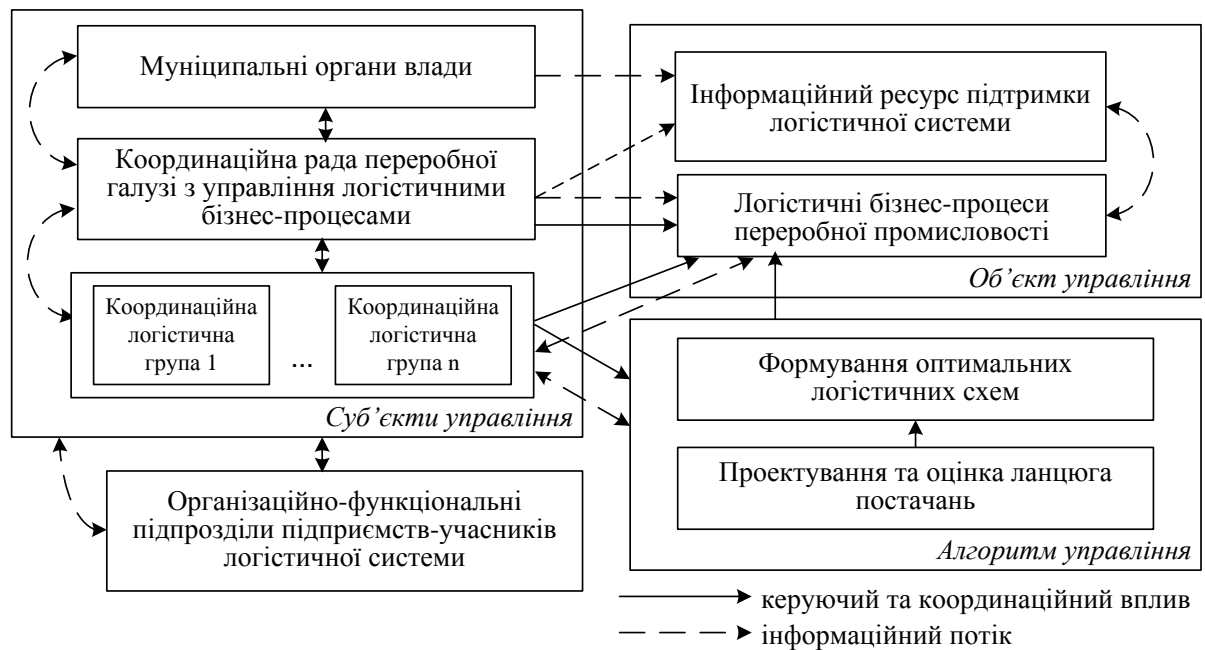 Муніципальні органи влади
Координаційна рада переробної
галузі з управління логістичними
бізнес-процесами
Координаційна
логістична
група 1
...
Координаційна
логістична
група n
Суб’єкти управління
Організаційно-функціональні
підпрозділи підприємств-учасників
логістичної системи
Інформаційний ресурс підтримки
логістичної системи
Логістичні бізнес-процеси
переробної промисловості
Об’єкт управління
Формування оптимальних
логістичних схем
Проектування та оцінка ланцюга
постачань
Алгоритм управління
керуючий та координаційний вплив
інформаційний потік